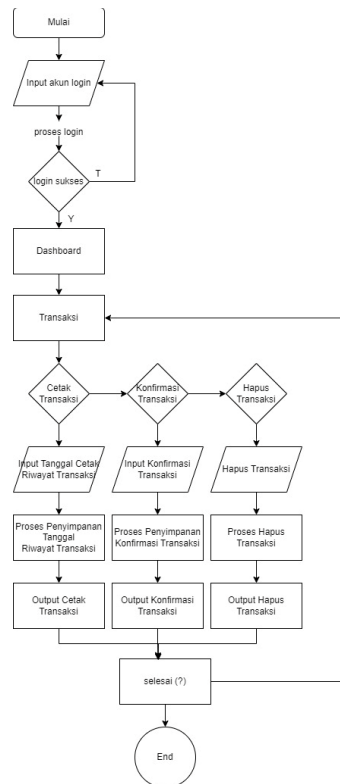 Mulai
Input akun login
proses login
login sukses
T
Y
Dashboard
Transaksi
Cetak
Transaksi
Konfirmasi
Transaksi
Hapus
Transaksi
Input Tanggal Cetak
Riwayat Transaksi
Input Konfirmasi
Transaksi
Hapus Transaksi
Proses Penyimpanan
Tanggal
Riwayat Transaksi
Proses Penyimpanan
Konfirmasi Transaksi
Proses Hapus
Transaksi
Output Cetak
Transaksi
Output Konfirmasi
Transaksi
Output Hapus
Transaksi
selesai (?)
End